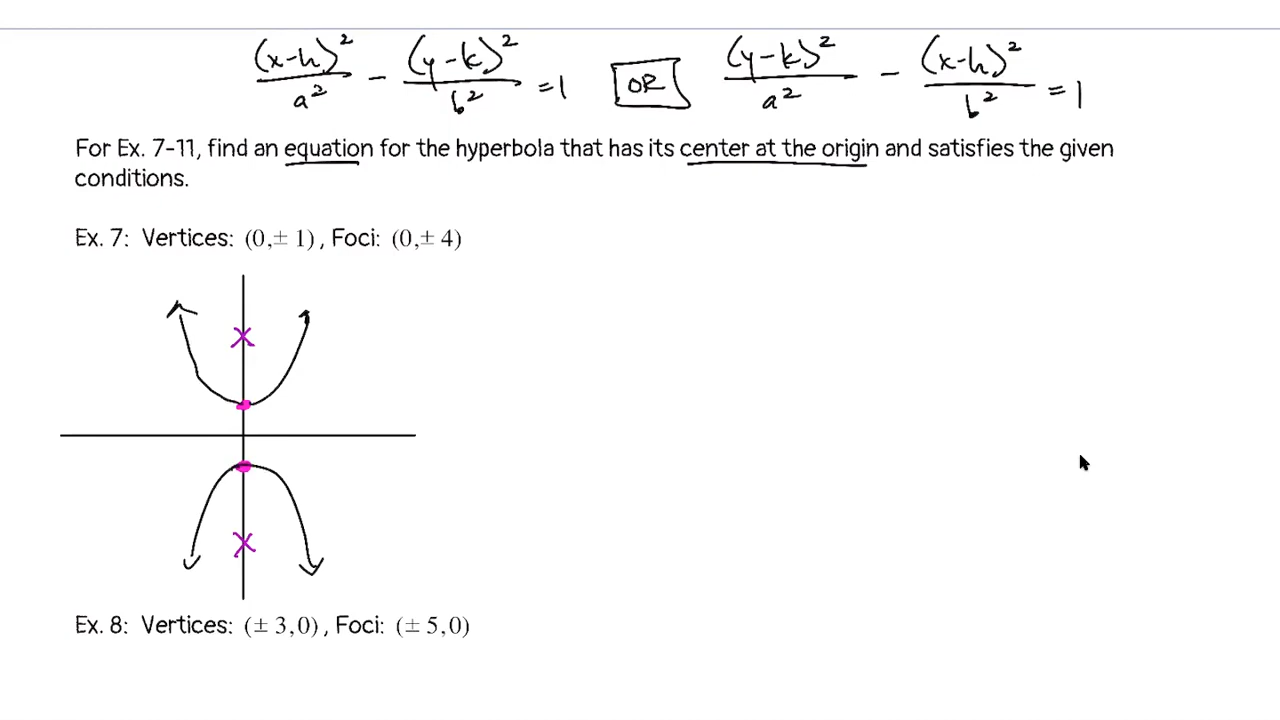 (x-h)²/a² - (y-k)²/b² = 1 OR (y-k)²/a² - (x-h)²/b² = 1
For Ex. 7-11, find an equation for the hyperbola that has its center at the origin and satisfies the given
conditions.
Ex. 7: Vertices: (0,± 1), Foci: (0,± 4)
Ex. 8: Vertices: (± 3,0), Foci: (± 5,0)